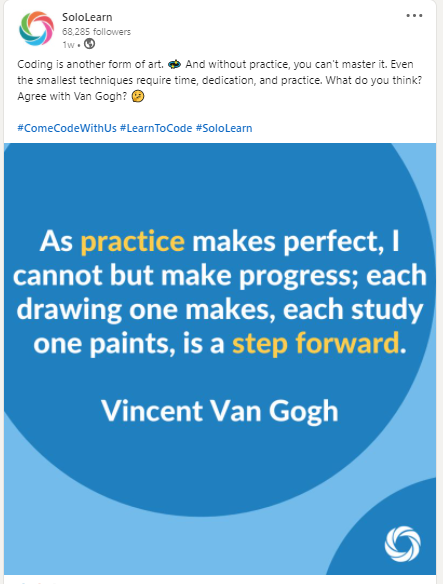 SoloLearn
68,285 followers
1w •
Coding is another form of art. And without practice, you can't master it. Even
the smallest techniques require time, dedication, and practice. What do you think?
Agree with Van Gogh? 🤔
#ComeCodeWithUs #LearnToCode #SoloLearn
As practice makes perfect, I
cannot but make progress; each
drawing one makes, each study
one paints, is a step forward.
Vincent Van Gogh